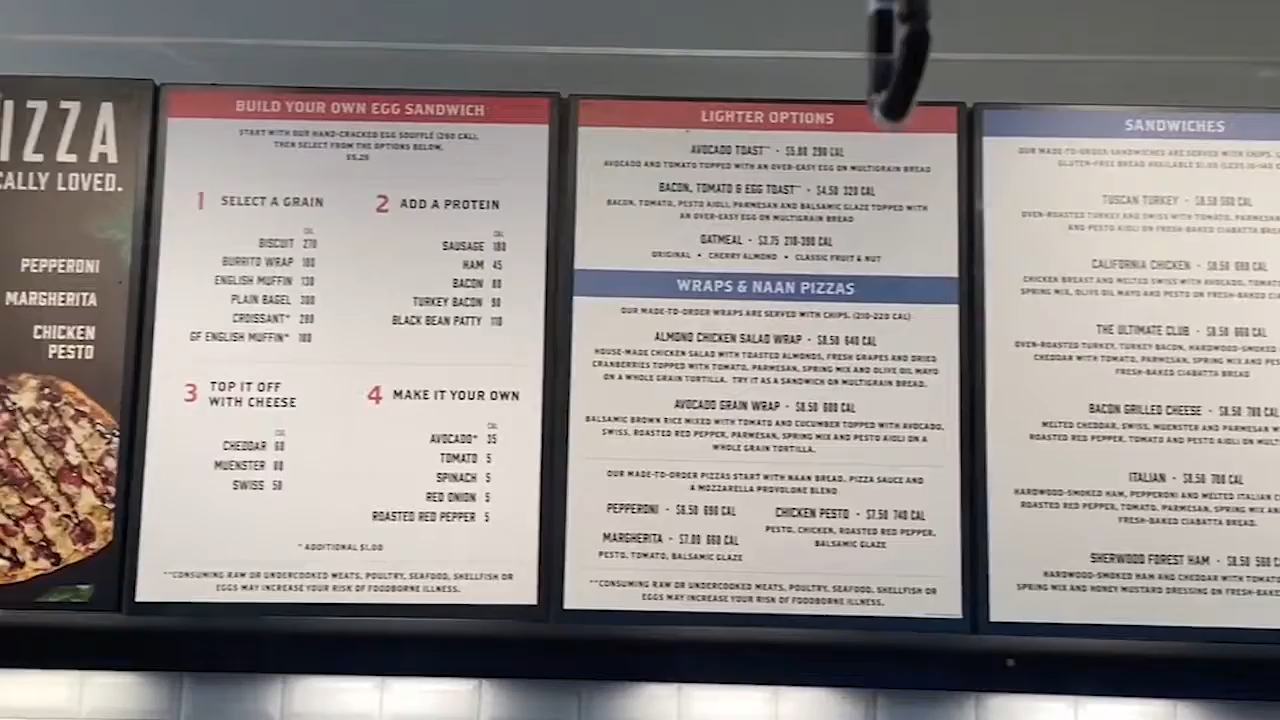 IZZA
CALLY LOVED.
PEPPERONI
MARGHERITA
CHICKEN
PESTO
BUILD YOUR OWN EGG SANDWICH
START WITH OUR HAND-CRACKED EGG SOUFFLÉ (260 CAL),
THEN SELECT FROM THE OPTIONS BELOW.
$5.29
1 SELECT A GRAIN
CAL
BISCUIT 270
BURRITO WRAP 180
ENGLISH MUFFIN 130
PLAIN BAGEL 300
CROISSANT* 280
GF ENGLISH MUFFIN* 180
2 ADD A PROTEIN
CAL
SAUSAGE 180
HAM 45
BACON 80
TURKEY BACON 90
BLACK BEAN PATTY 110
3 TOP IT OFF
WITH CHEESE
CAL
CHEDDAR 60
MUENSTER 80
SWISS 50
4 MAKE IT YOUR OWN
CAL
AVOCADO* 35
TOMATO 5
SPINACH 5
RED ONION 5
ROASTED RED PEPPER 5
* ADDITIONAL $1.00
**CONSUMING RAW OR UNDERCOOKED MEATS, POULTRY, SEAFOOD, SHELLFISH OR
EGGS MAY INCREASE YOUR RISK OF FOODBORNE ILLNESS.
LIGHTER OPTIONS
AVOCADO TOAST** • $5.80 290 CAL
AVOCADO AND TOMATO TOPPED WITH AN OVER-EASY EGG ON MULTIGRAIN BREAD
BACON, TOMATO & EGG TOAST** • $4.50 320 CAL
BACON, TOMATO, PESTO AIOLI, PARMESAN AND BALSAMIC GLAZE TOPPED WITH
AN OVER-EASY EGG ON MULTIGRAIN BREAD
OATMEAL • $3.75 210-390 CAL
ORIGINAL • CHERRY ALMOND • CLASSIC FRUIT & NUT
WRAPS & NAAN PIZZAS
OUR MADE-TO-ORDER WRAPS ARE SERVED WITH CHIPS. (210-220 CAL)
ALMOND CHICKEN SALAD WRAP • $8.50 640 CAL
HOUSE-MADE CHICKEN SALAD WITH TOASTED ALMONDS, FRESH GRAPES AND DRIED
CRANBERRIES TOPPED WITH TOMATO, PARMESAN, SPRING MIX AND OLIVE OIL MAYO
ON A WHOLE GRAIN TORTILLA. TRY IT AS A SANDWICH ON MULTIGRAIN BREAD.
AVOCADO GRAIN WRAP • $8.50 600 CAL
BALSAMIC BROWN RICE MIXED WITH TOMATO AND CUCUMBER TOPPED WITH AVOCADO,
SWISS, ROASTED RED PEPPER, PARMESAN, SPRING MIX AND PESTO AIOLI ON A
WHOLE GRAIN TORTILLA.
OUR MADE-TO-ORDER PIZZAS START WITH NAAN BREAD, PIZZA SAUCE AND
A MOZZARELLA PROVOLONE BLEND
PEPPERONI • $6.50 690 CAL
MARGHERITA • $7.00 660 CAL
PESTO, TOMATO, BALSAMIC GLAZE
CHICKEN PESTO • $7.50 740 CAL
PESTO, CHICKEN, ROASTED RED PEPPER,
BALSAMIC GLAZE
**CONSUMING RAW OR UNDERCOOKED MEATS, POULTRY, SEAFOOD, SHELLFISH OR
EGGS MAY INCREASE YOUR RISK OF FOODBORNE ILLNESS.
SANDWICHES
OUR MADE-TO-ORDER SANDWICHES ARE SERVED WITH CHIPS.
GLUTEN-FREE BREAD AVAILABLE $1.00
TUSCAN TURKEY • $8.50 560 CAL
OVEN-ROASTED TURKEY AND SWISS WITH TOMATO, PARMESAN
AND PESTO AIOLI ON FRESH-BAKED CIABATTA
CALIFORNIA CHICKEN • $8.50 690 CAL
CHICKEN BREAST AND MELTED SWISS WITH AVOCADO, TOMATO
SPRING MIX, OLIVE OIL MAYO AND PESTO ON FRESH-BAKED
THE ULTIMATE CLUB • $8.50 660 CAL
OVEN-ROASTED TURKEY, TURKEY BACON, HARDWOOD-SMOKED
CHEDDAR WITH TOMATO, PARMESAN, SPRING MIX AND
FRESH-BAKED CIABATTA BREAD
BACON GRILLED CHEESE • $8.50 780 CAL
MELTED CHEDDAR, SWISS, MUENSTER AND PARMESAN
ROASTED RED PEPPER, TOMATO AND PESTO AIOLI ON
ITALIAN • $8.50 700 CAL
HARDWOOD-SMOKED HAM, PEPPERONI AND MELTED ITALIAN
ROASTED RED PEPPER, TOMATO, PARMESAN, SPRING MIX AND
FRESH-BAKED CIABATTA BREAD.
SHERWOOD FOREST HAM • $8.50 560
HARDWOOD-SMOKED HAM AND CHEDDAR WITH TOMATO
SPRING MIX AND HONEY MUSTARD DRESSING ON FRESH-BAKED